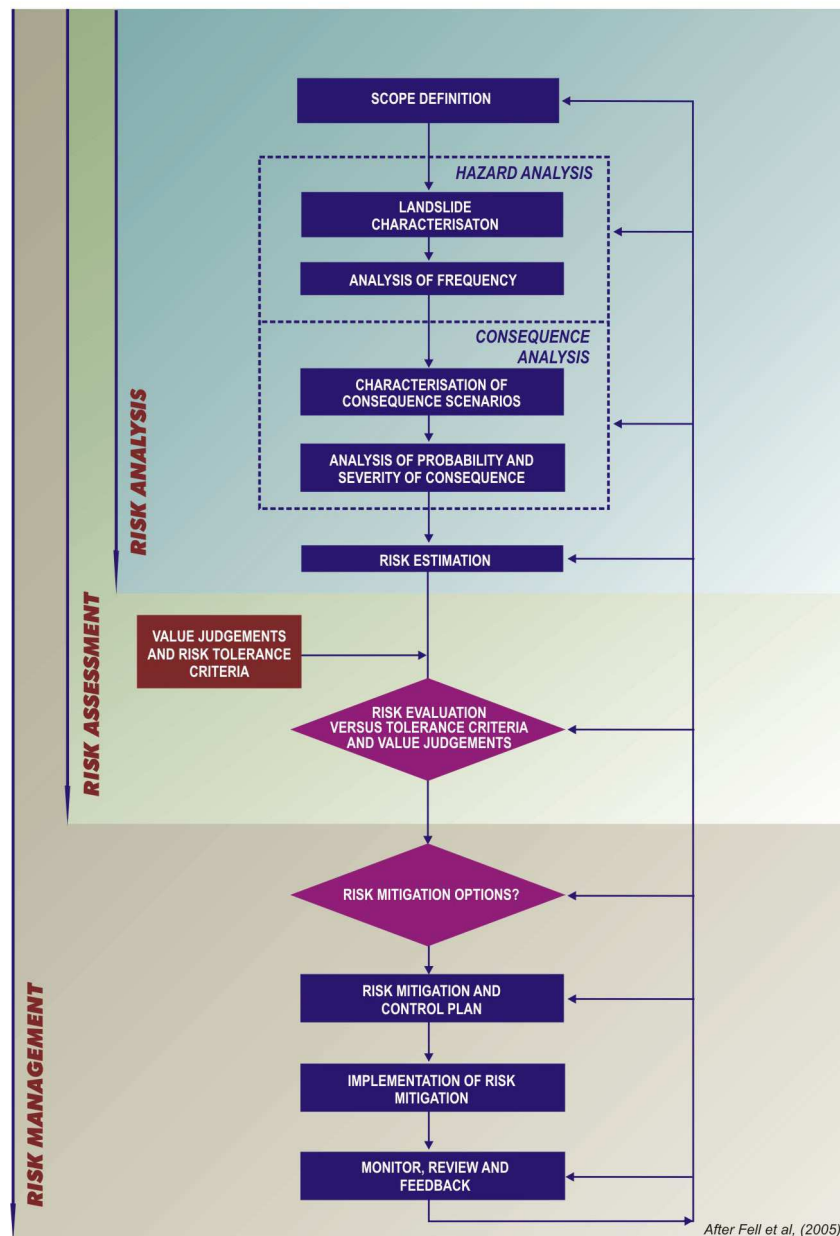 SCOPE DEFINITION
HAZARD ANALYSIS
LANDSLIDE
CHARACTERISATON
ANALYSIS OF FREQUENCY
CONSEQUENCE
ANALYSIS
CHARACTERISATION OF
CONSEQUENCE SCENARIOS
ANALYSIS OF PROBABILITY AND
SEVERITY OF CONSEQUENCE
RISK ESTIMATION
RISK ANALYSIS
VALUE JUDGEMENTS
AND RISK TOLERANCE
CRITERIA
RISK EVALUATION
VERSUS TOLERANCE CRITERIA
AND VALUE JUDGEMENTS
RISK ASSESSMENT
RISK MITIGATION OPTIONS?
RISK MITIGATION AND
CONTROL PLAN
IMPLEMENTATION OF RISK
MITIGATION
MONITOR, REVIEW AND
FEEDBACK
RISK MANAGEMENT
After Fell et al, (2005)